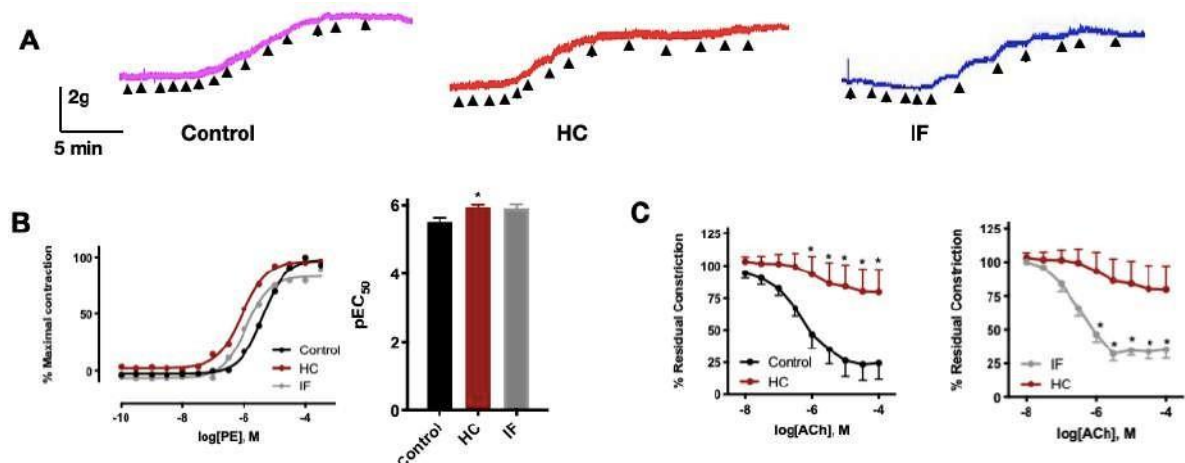 A
2g
5 min
Control
HC
IF
B
% Maximal contraction
100
50
0
-10
-8
-6
-4
log[PE], M
Control
HC
IF
pEC50
6
4
2
0
*
Control
HC
IF
C
% Residual Constriction
125
100
75
50
25
0
-8
-7
-6
-5
-4
log[ACh], M
* * * * *
Control
HC
% Residual Constriction
125
100
75
50
25
0
-8
-6
-4
log[ACh], M
* * * * *
IF
HC